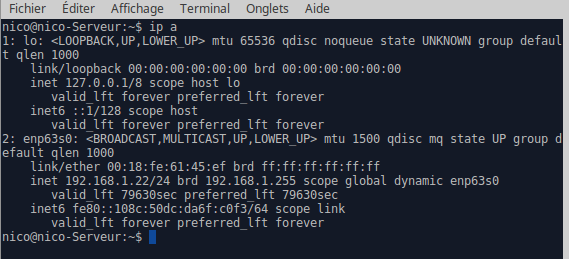 Fichier Éditer Affichage Terminal Onglets Aide
nico@nico-Serveur:~$ ip a
1: lo: <LOOPBACK,UP,LOWER_UP> mtu 65536 qdisc noqueue state UNKNOWN group defaul
t qlen 1000
    link/loopback 00:00:00:00:00:00 brd 00:00:00:00:00:00
    inet 127.0.0.1/8 scope host lo
       valid_lft forever preferred_lft forever
    inet6 ::1/128 scope host
       valid_lft forever preferred_lft forever
2: enp63s0: <BROADCAST,MULTICAST,UP,LOWER_UP> mtu 1500 qdisc mq state UP group d
efault qlen 1000
    link/ether 00:18:fe:61:45:ef brd ff:ff:ff:ff:ff:ff
    inet 192.168.1.22/24 brd 192.168.1.255 scope global dynamic enp63s0
       valid_lft 79630sec preferred_lft 79630sec
    inet6 fe80::108c:50dc:da6f:c0f3/64 scope link
       valid_lft forever preferred_lft forever
nico@nico-Serveur:~$